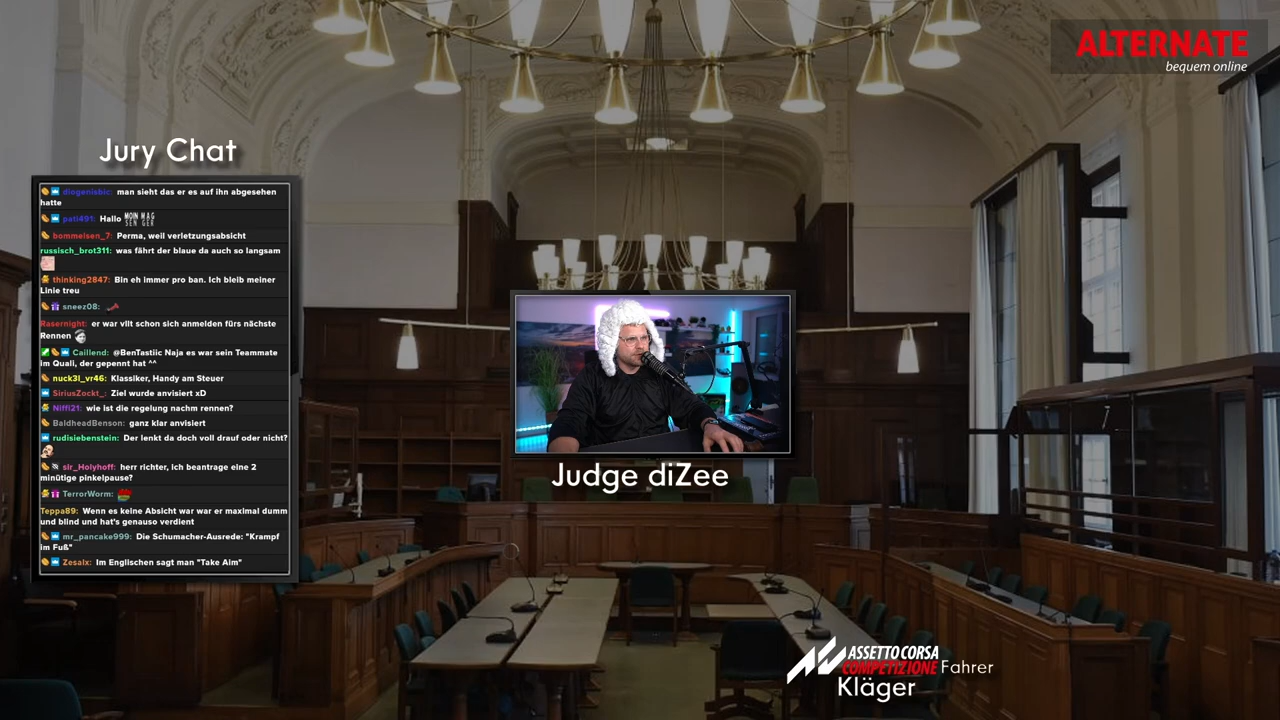 ALTERNATE
bequem online
Jury Chat
diogenisbic: man sieht das er es auf ihn abgesehen
hatte
pati491: Hallo MOIN MAG
SEN GER
bommelsen_7: Perma, weil verletzungsabsicht
russisch_brot311: was fährt der blaue da auch so langsam
thinking2847: Bin eh immer pro ban. Ich bleib meiner
Linie treu
sneez08:
Rasernight: er war vllt schon sich anmelden fürs nächste
Rennen
Caillend: @BenTastiic Naja es war sein Teammate
im Quali, der gepennt hat ^^
nuck3l_vr46: Klassiker, Handy am Steuer
SiriusZockt_: Ziel wurde anvisiert xD
Niffi21: wie ist die regelung nachm rennen?
BaldheadBenson: ganz klar anvisiert
rudisiebenstein: Der lenkt da doch voll drauf oder nicht?
sir_Holyhoff: herr richter, ich beantrage eine 2
minütige pinkelpause?
TerrorWorm:
Teppa89: Wenn es keine Absicht war war er maximal dumm
und blind und hat's genauso verdient
mr_pancake999: Die Schumacher-Ausrede: "Krampf
im Fuß"
Zesalx: Im Englischen sagt man "Take Aim"
Judge diZee
ASSETTO CORSA
COMPETIZIONE Fahrer
Kläger